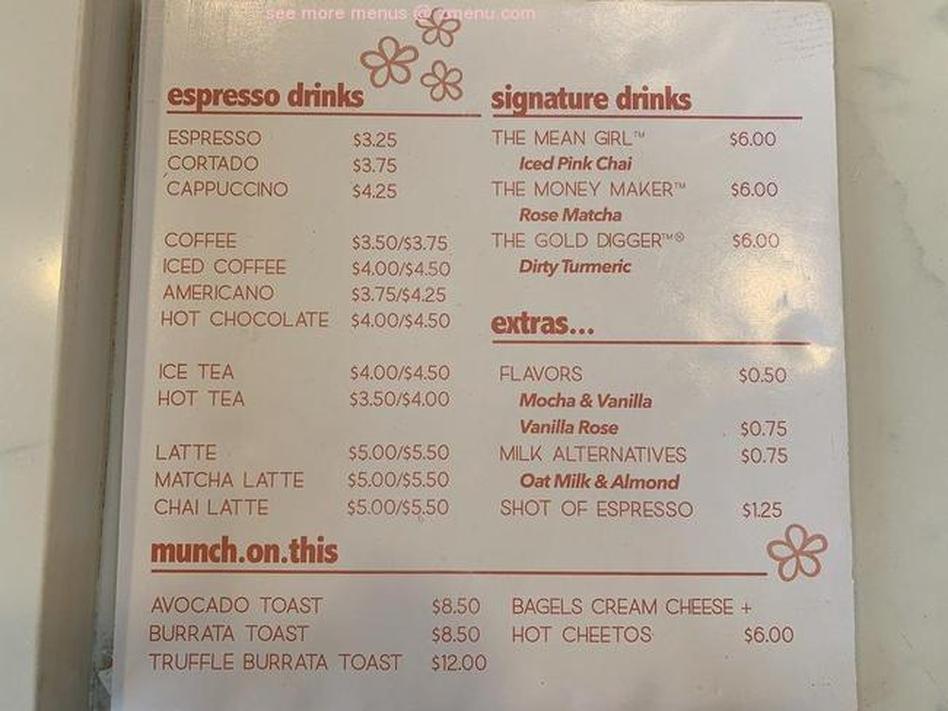 see more menus @ zmenu.com
espresso drinks
ESPRESSO $3.25
CORTADO $3.75
CAPPUCCINO $4.25
COFFEE $3.50/$3.75
ICED COFFEE $4.00/$4.50
AMERICANO $3.75/$4.25
HOT CHOCOLATE $4.00/$4.50
ICE TEA $4.00/$4.50
HOT TEA $3.50/$4.00
LATTE $5.00/$5.50
MATCHA LATTE $5.00/$5.50
CHAI LATTE $5.00/$5.50
signature drinks
THE MEAN GIRL™ $6.00
Iced Pink Chai
THE MONEY MAKER™ $6.00
Rose Matcha
THE GOLD DIGGER™® $6.00
Dirty Turmeric
extras...
FLAVORS $0.50
Mocha & Vanilla
Vanilla Rose $0.75
MILK ALTERNATIVES $0.75
Oat Milk & Almond
SHOT OF ESPRESSO $1.25
munch.on.this
AVOCADO TOAST $8.50
BURRATA TOAST $8.50
TRUFFLE BURRATA TOAST $12.00
BAGELS CREAM CHEESE +
HOT CHEETOS $6.00